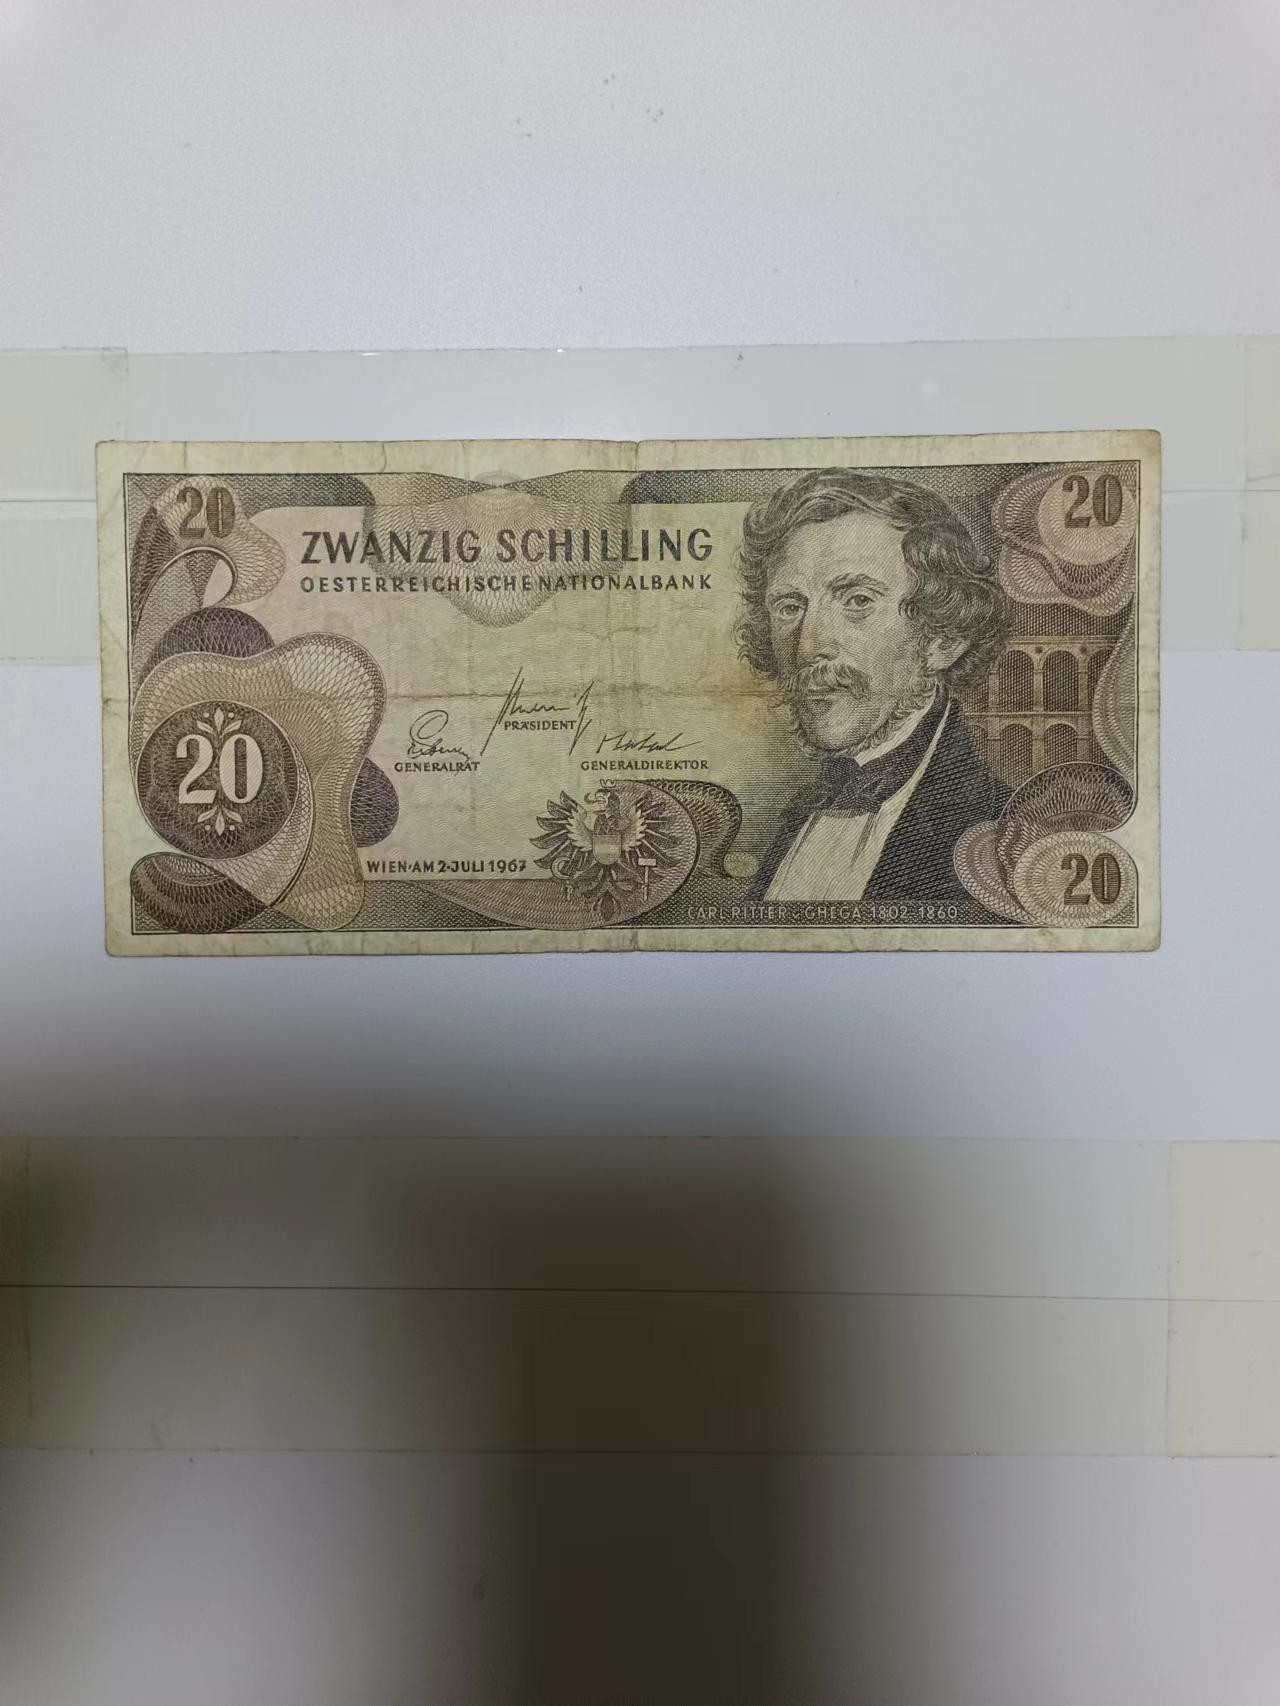 20
20
ZWANZIG SCHILLING
OESTERREICHISCHE NATIONALBANK
PRÄSIDENT
GENERALRAT
GENERALDIREKTOR
20
WIEN·AM 2·JULI 1967
20
CARL RITTER v. GHEGA 1802-1860